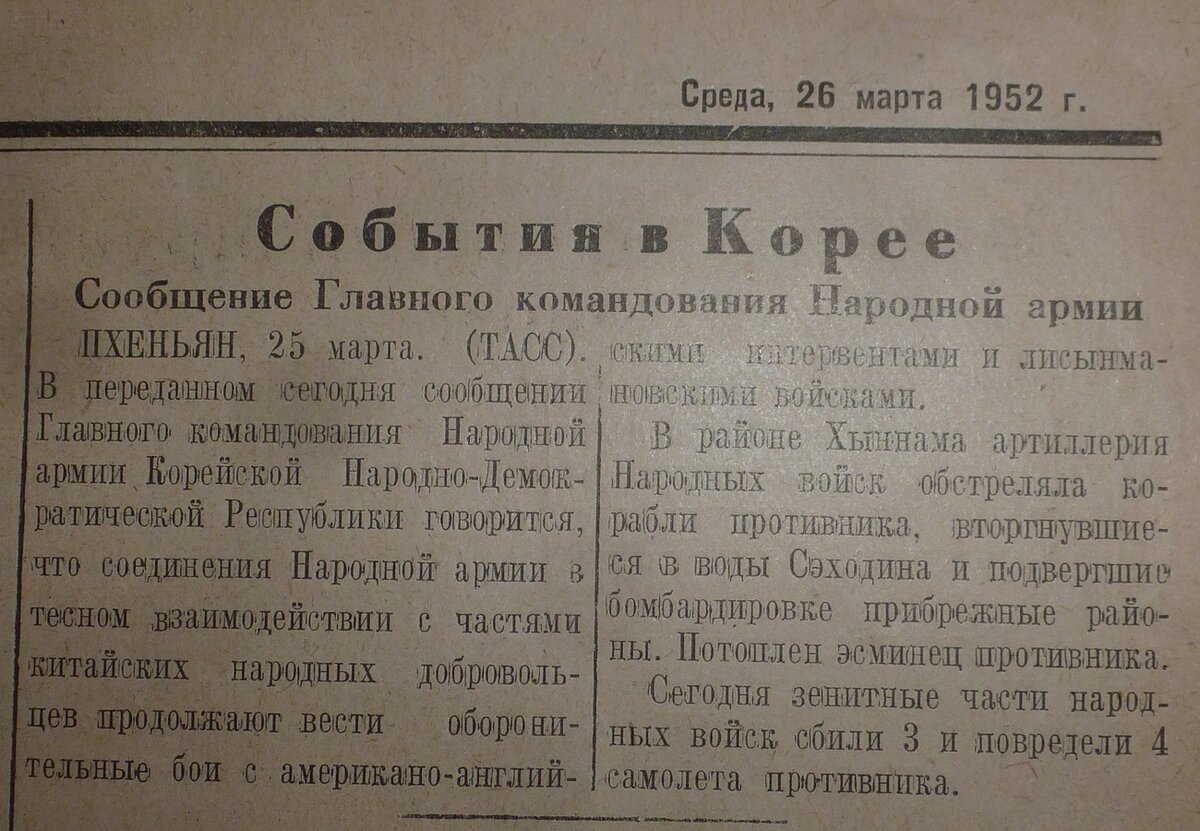 Среда, 26 марта 1952 г.
События в Корее
Сообщение Главного командования Народной армии
ПХЕНЬЯН, 25 марта. (ТАСС).
В переданном сегодня сообщении
Главного командования Народной
армии Корейской Народно-Демок-
ратической Республики говорится,
что соединения Народной армии в
тесном взаимодействии с частями
китайских народных доброволь-
цев продолжают вести оборони-
тельные бои с американо-англий-
скими интервентами и лисынма-
новскими войсками.
В районе Хыннама артиллерия
Народных войск обстреляла ко-
рабли противника, вторгнувшие-
ся в воды Сэходина и подвергшие
бомбардировке прибрежные райо-
ны. Потоплен эсминец противника.
Сегодня зенитные части народ-
ных войск сбили 3 и повредели 4
самолета противника.